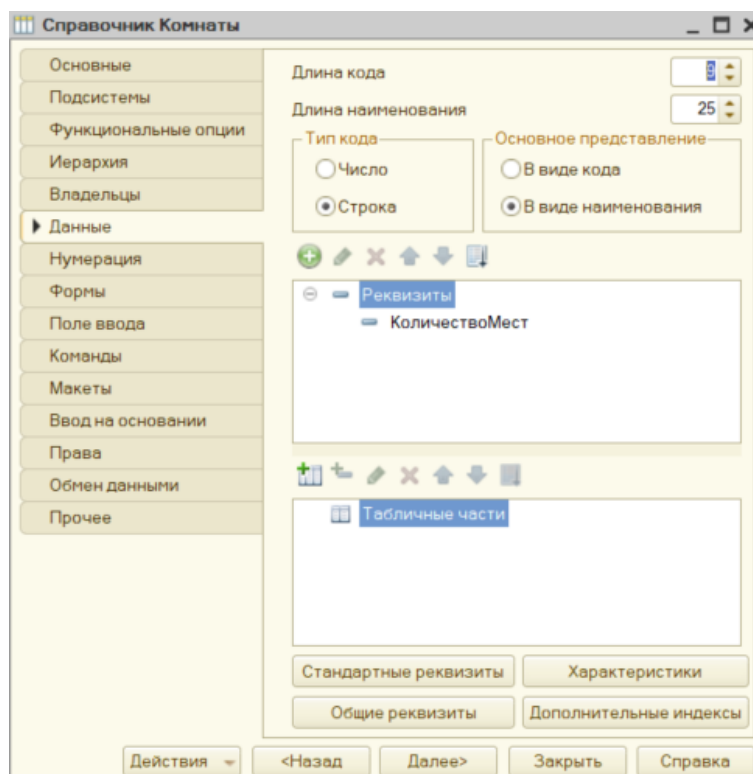 Справочник Комнаты
Основные
Подсистемы
Функциональные опции
Иерархия
Владельцы
Данные
Нумерация
Формы
Поле ввода
Команды
Макеты
Ввод на основании
Права
Обмен данными
Прочее
Длина кода 9
Длина наименования 25
Тип кода
Число
Строка
Основное представление
В виде кода
В виде наименования
Реквизиты
КоличествоМест
Табличные части
Стандартные реквизиты Характеристики
Общие реквизиты Дополнительные индексы
Действия <Назад Далее> Закрыть Справка